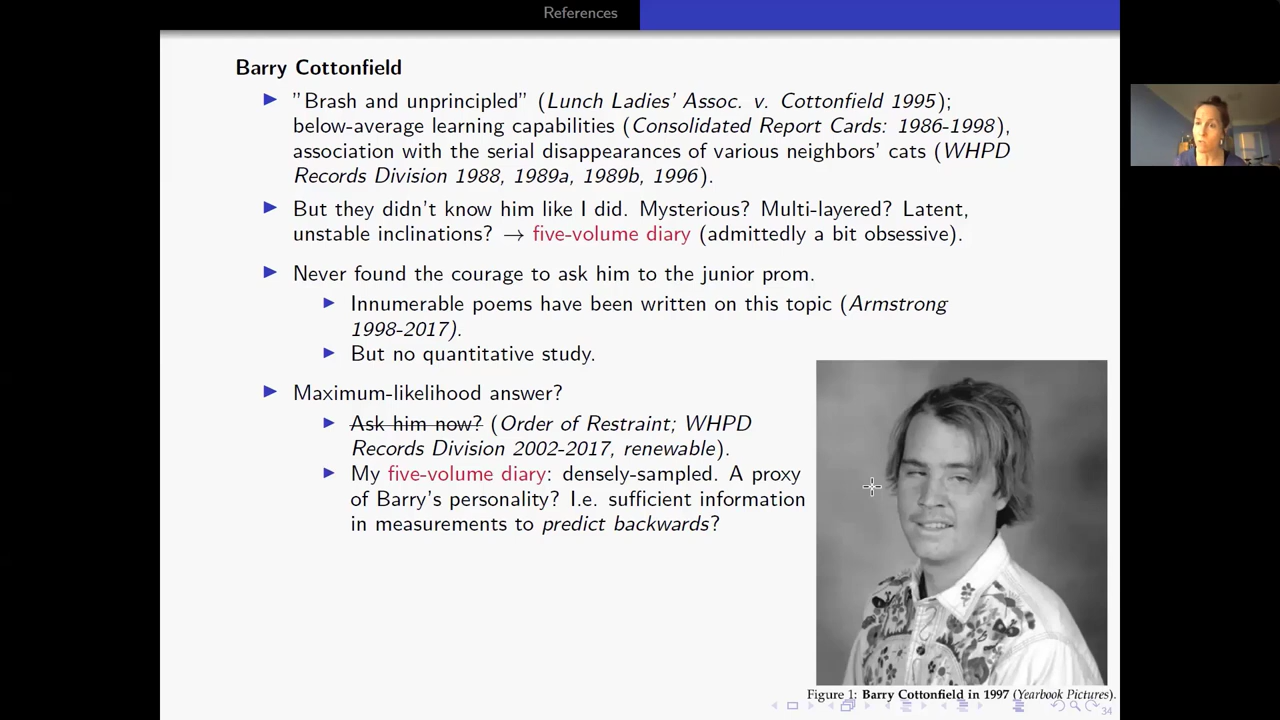 References
Barry Cottonfield
"Brash and unprincipled" (Lunch Ladies' Assoc. v. Cottonfield 1995);
below-average learning capabilities (Consolidated Report Cards: 1986-1998),
association with the serial disappearances of various neighbors' cats (WHPD
Records Division 1988, 1989a, 1989b, 1996).
But they didn't know him like I did. Mysterious? Multi-layered? Latent,
unstable inclinations? → five-volume diary (admittedly a bit obsessive).
Never found the courage to ask him to the junior prom.
Innumerable poems have been written on this topic (Armstrong
1998-2017).
But no quantitative study.
Maximum-likelihood answer?
Ask him now? (Order of Restraint; WHPD
Records Division 2002-2017, renewable).
My five-volume diary: densely-sampled. A proxy
of Barry's personality? I.e. sufficient information
in measurements to predict backwards?
Figure 1: Barry Cottonfield in 1997 (Yearbook Pictures).
34